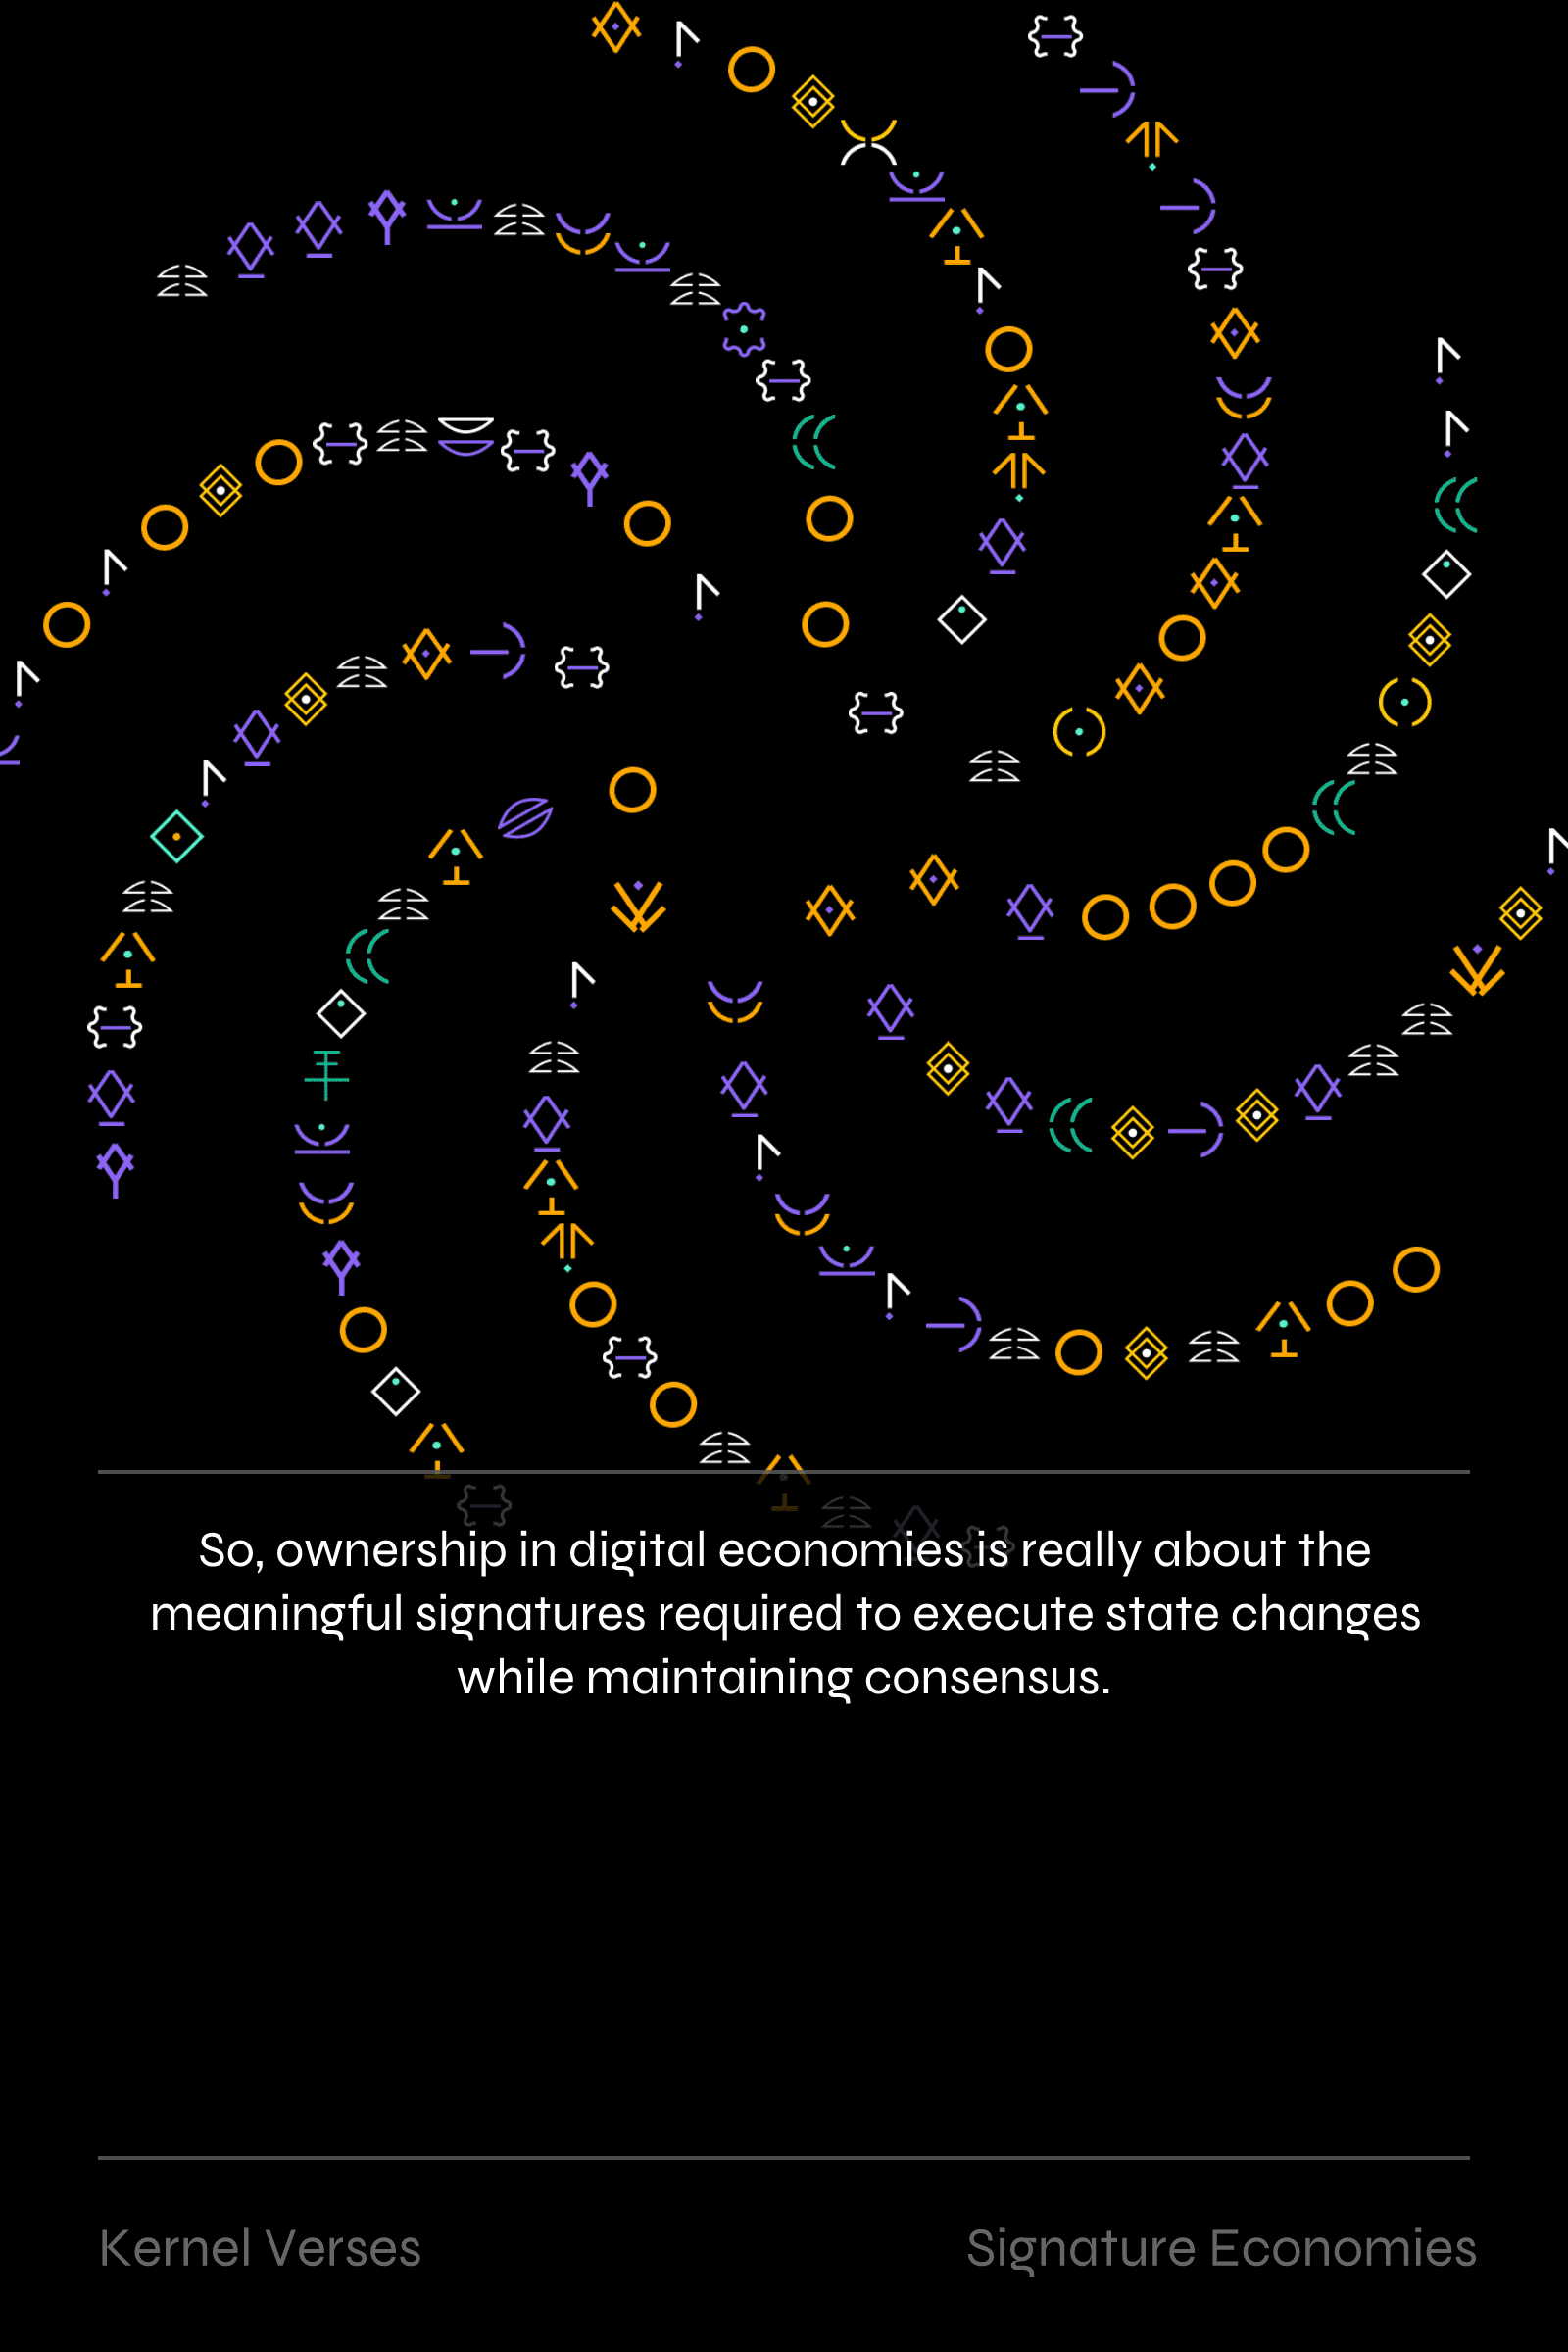 So, ownership in digital economies is really about the
meaningful signatures required to execute state changes
while maintaining consensus.
Kernel Verses
Signature Economies